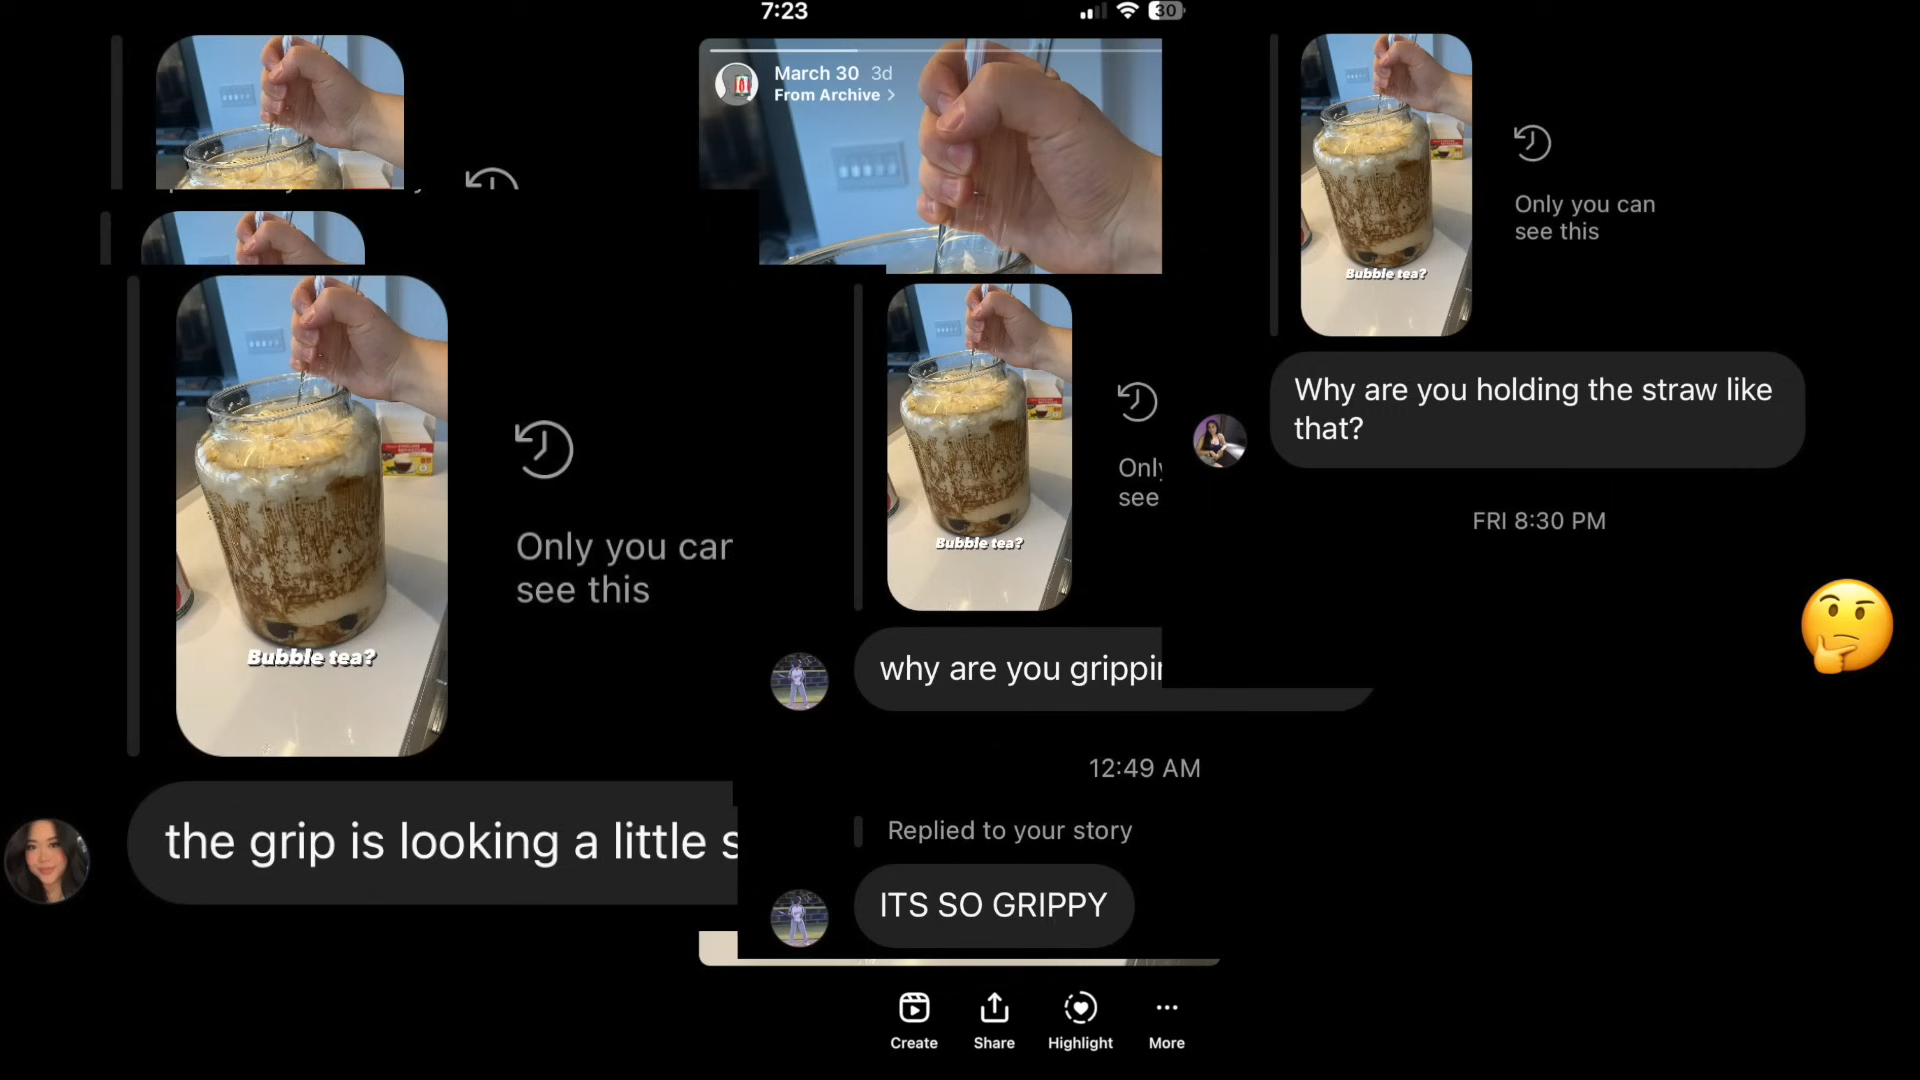 7:23
30
March 30 3d
From Archive >
Only you can
see this
Bubble tea?
Why are you holding the straw like
that?
FRI 8:30 PM
Only you car
see this
Bubble tea?
the grip is looking a little s
Only
see
Bubble tea?
why are you grippin
12:49 AM
Replied to your story
ITS SO GRIPPY
Create
Share
Highlight
More